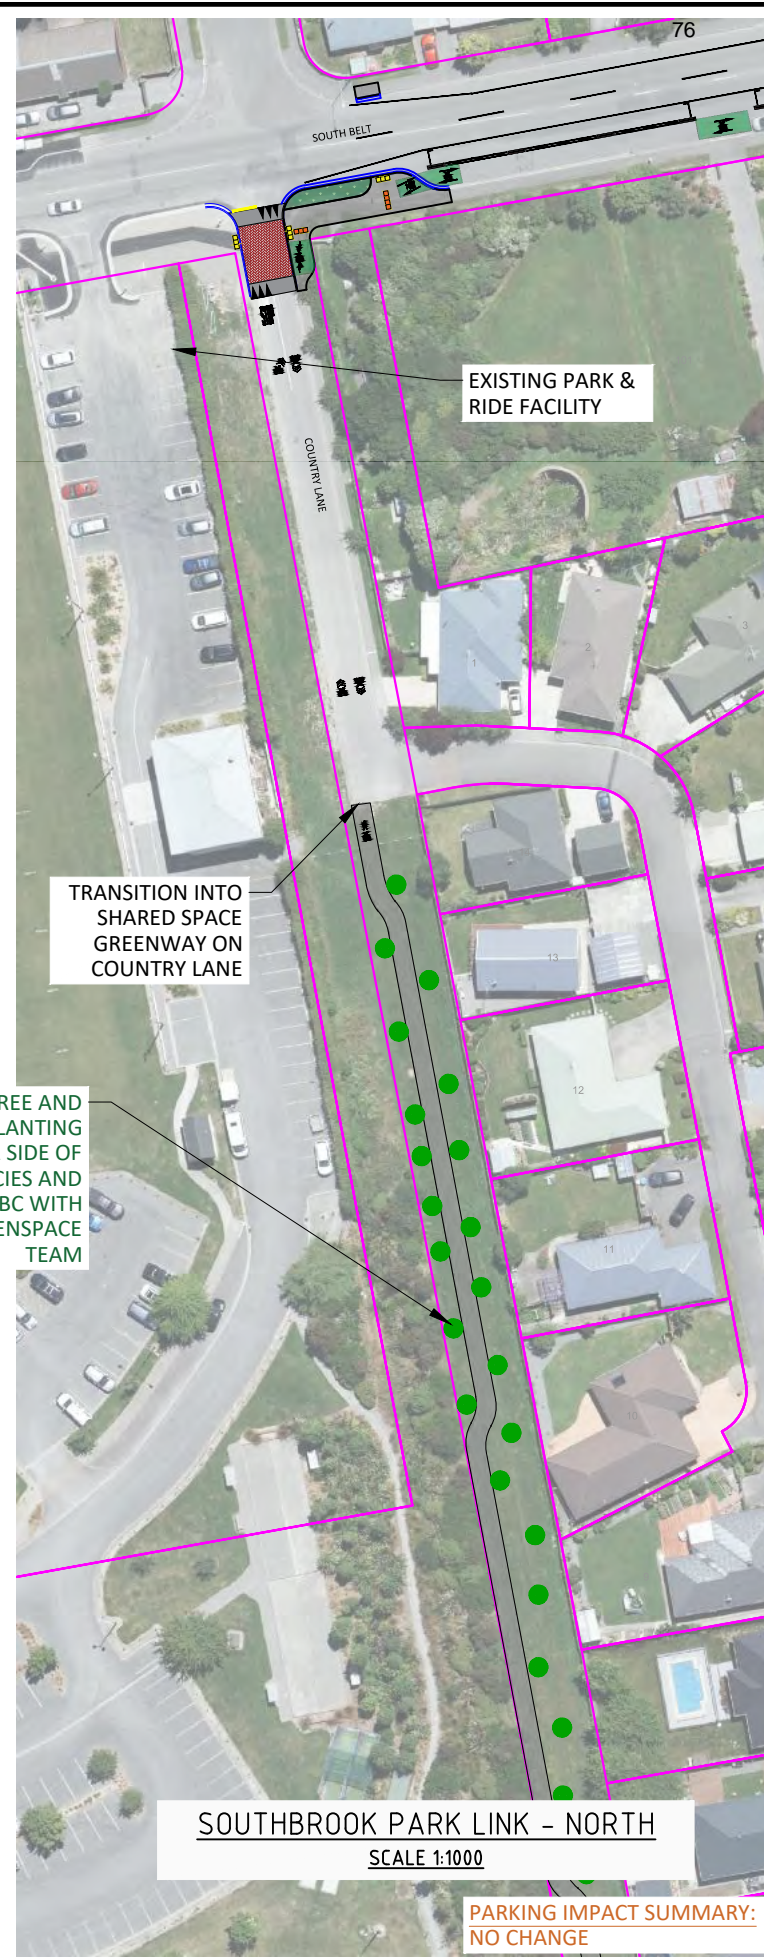 76
SOUTH BELT
EXISTING PARK &
RIDE FACILITY
COUNTRY LANE
1
2
3
TRANSITION INTO
SHARED SPACE
GREENWAY ON
COUNTRY LANE
13
12
REE AND
LANTING
SIDE OF
CIES AND
BC WITH
ENSPACE
TEAM
11
10
SOUTHBROOK PARK LINK - NORTH
SCALE 1:1000
PARKING IMPACT SUMMARY:
NO CHANGE